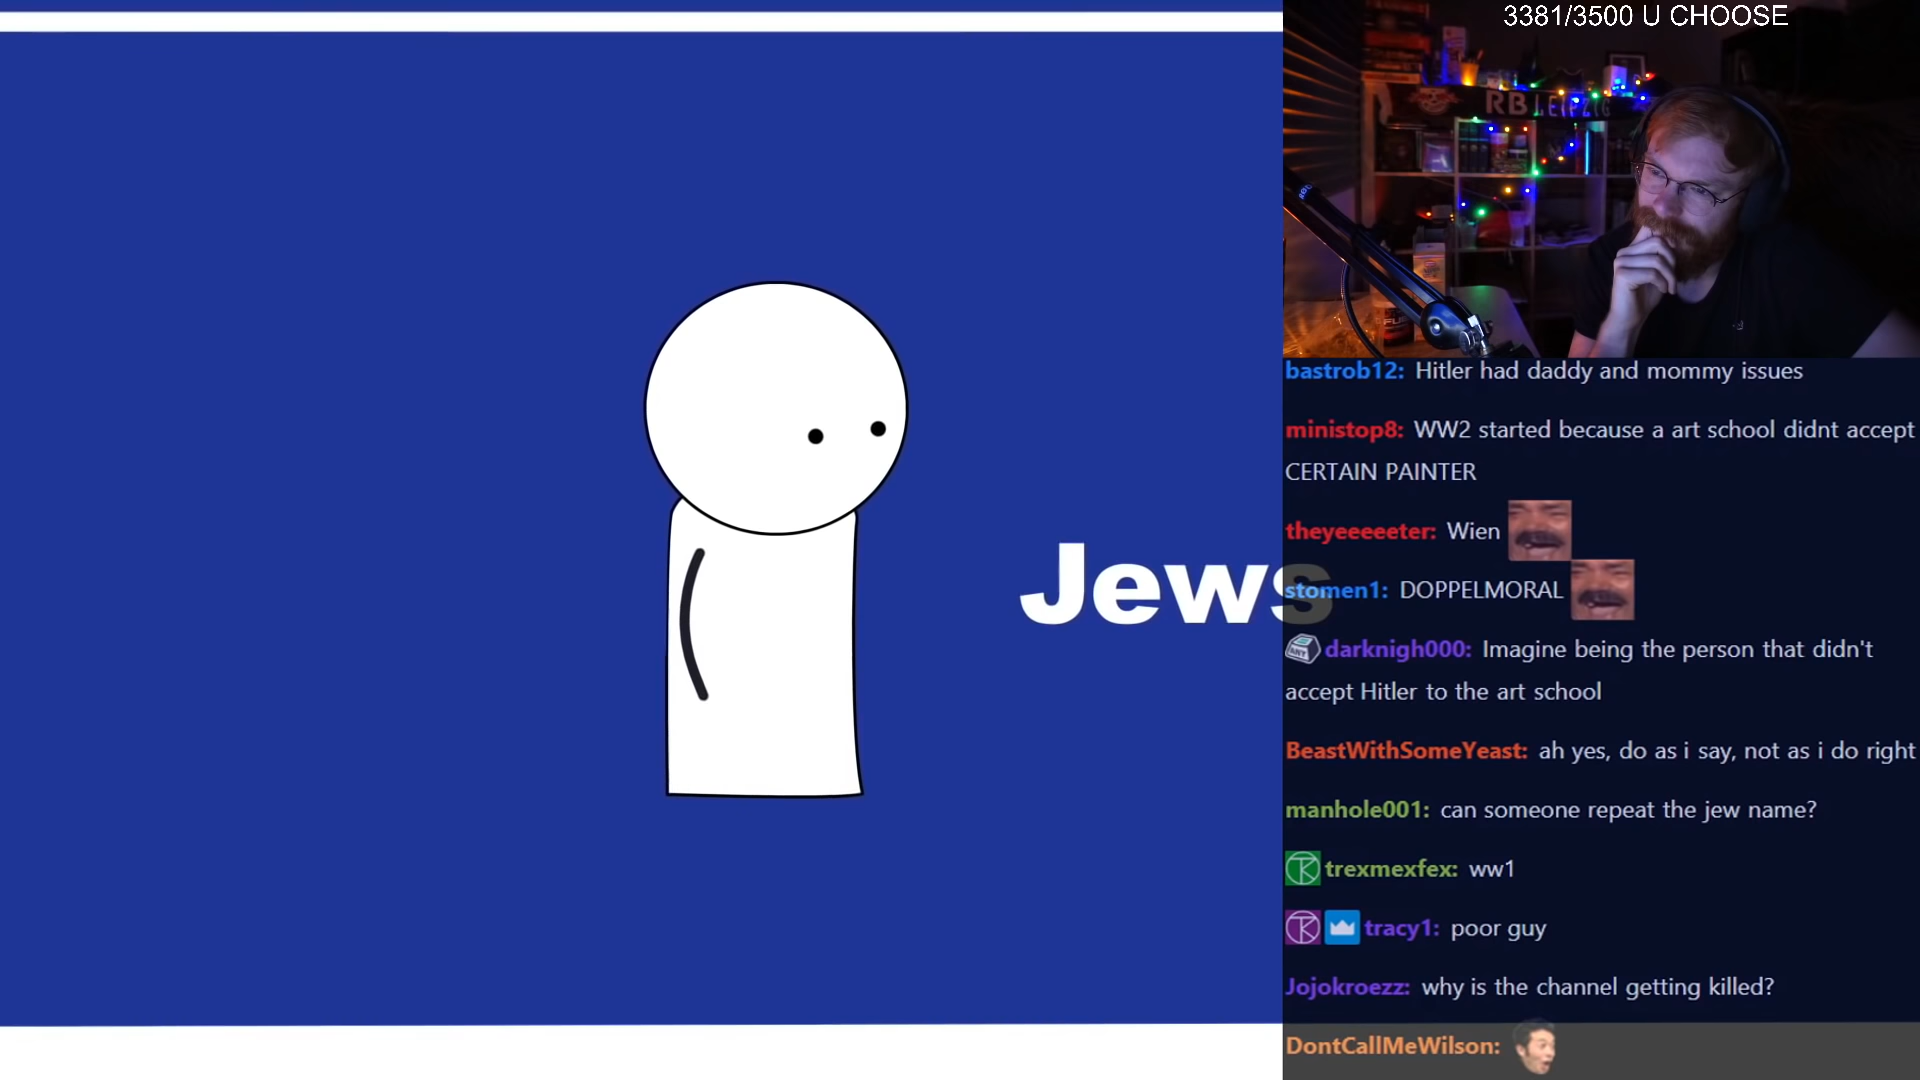 3381/3500 U CHOOSE
RB LEIPZIG
bastrob12: Hitler had daddy and mommy issues
ministop8: WW2 started because a art school didnt accept
CERTAIN PAINTER
theyeeeeeter: Wien
Jews
stomen1: DOPPELMORAL
darknigh000: Imagine being the person that didn't
accept Hitler to the art school
BeastWithSomeYeast: ah yes, do as i say, not as i do right
manhole001: can someone repeat the jew name?
trexmexfex: ww1
tracy1: poor guy
Jojokroezz: why is the channel getting killed?
DontCallMeWilson: